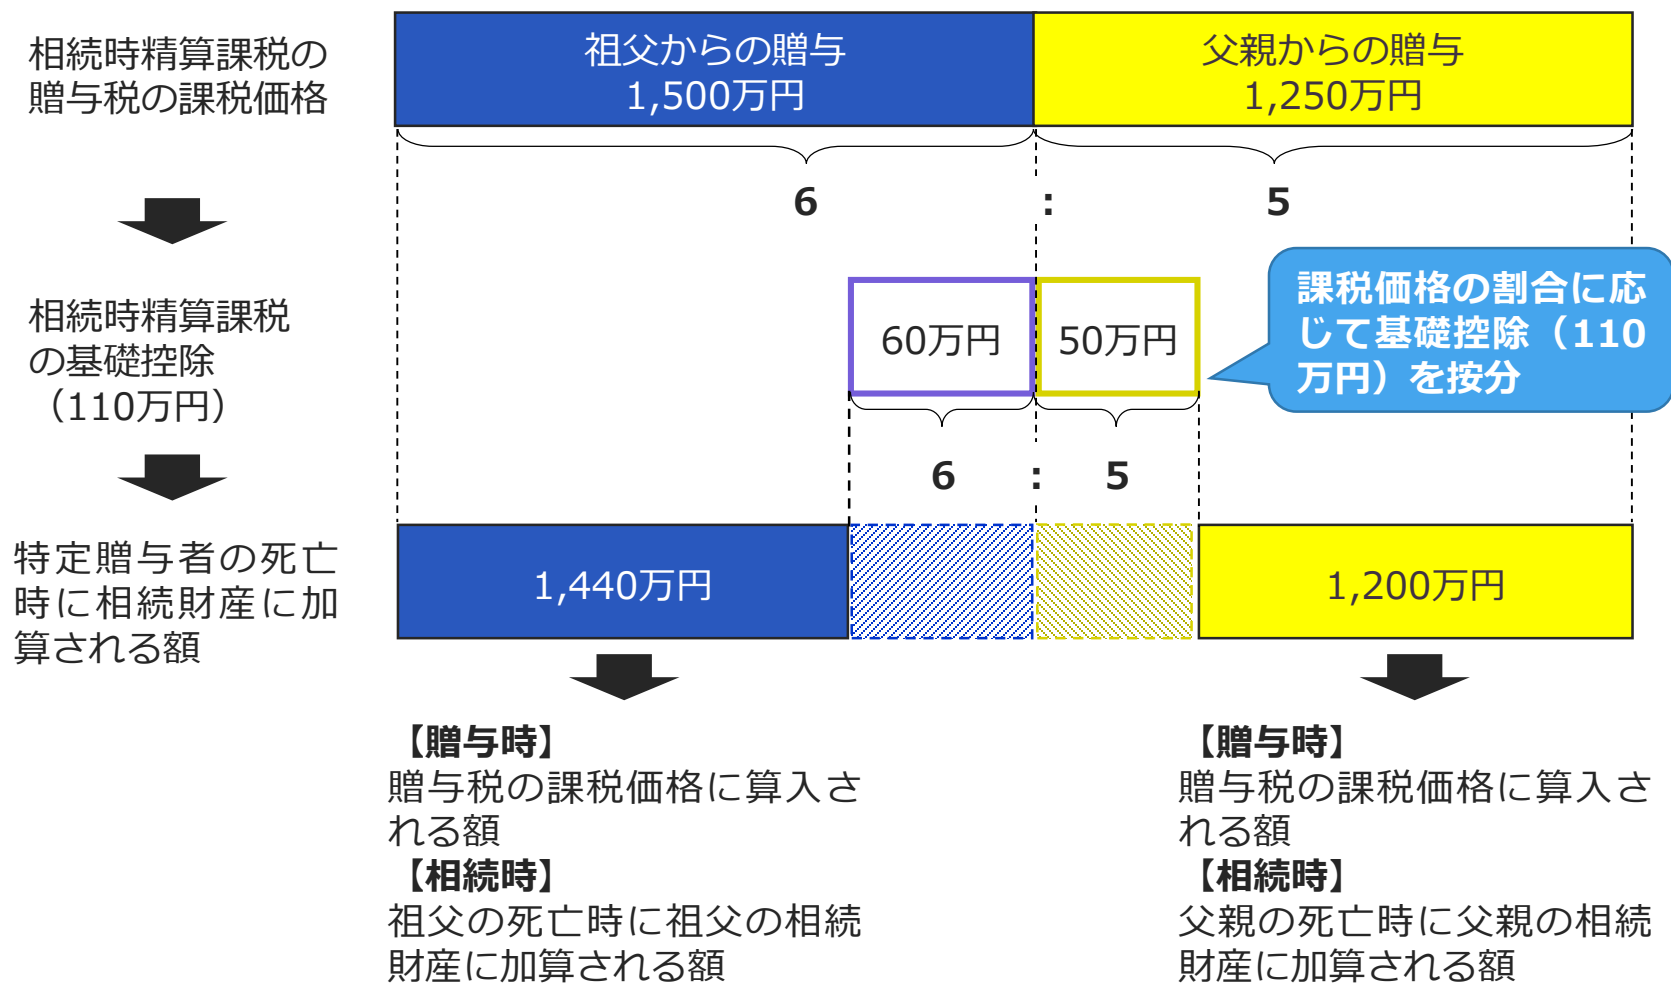 相続時精算課税の
贈与税の課税価格
祖父からの贈与
1,500万円
父親からの贈与
1,250万円
6 : 5
相続時精算課税
の基礎控除
（110万円）
60万円
50万円
課税価格の割合に応
じて基礎控除（110
万円）を按分
6 : 5
特定贈与者の死亡
時に相続財産に加
算される額
1,440万円
1,200万円
【贈与時】
贈与税の課税価格に算入さ
れる額
【相続時】
祖父の死亡時に祖父の相続
財産に加算される額
【贈与時】
贈与税の課税価格に算入さ
れる額
【相続時】
父親の死亡時に父親の相続
財産に加算される額